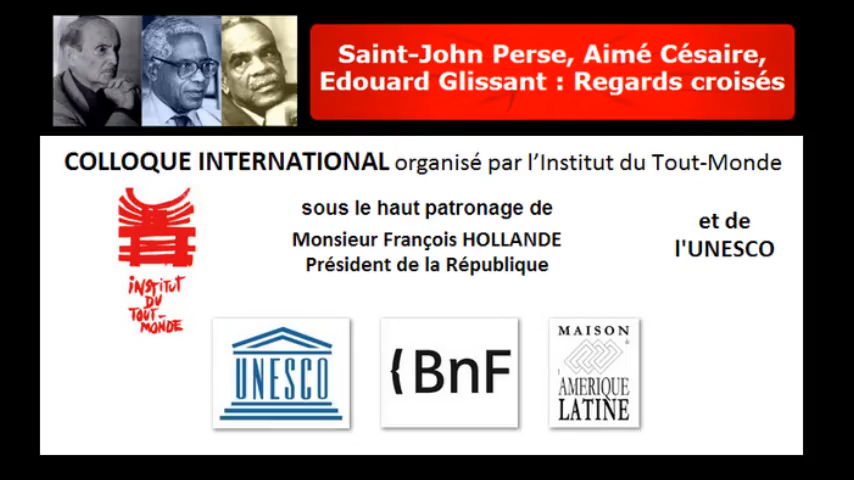 Saint-John Perse, Aimé Césaire,
Edouard Glissant : Regards croisés
COLLOQUE INTERNATIONAL organisé par l'Institut du Tout-Monde
sous le haut patronage de
Monsieur François HOLLANDE
Président de la République
et de
l'UNESCO
INSTITUT
DU
TOUT-
MONDE
UNESCO
{BnF
MAISON
de
l'AMERIQUE
LATINE